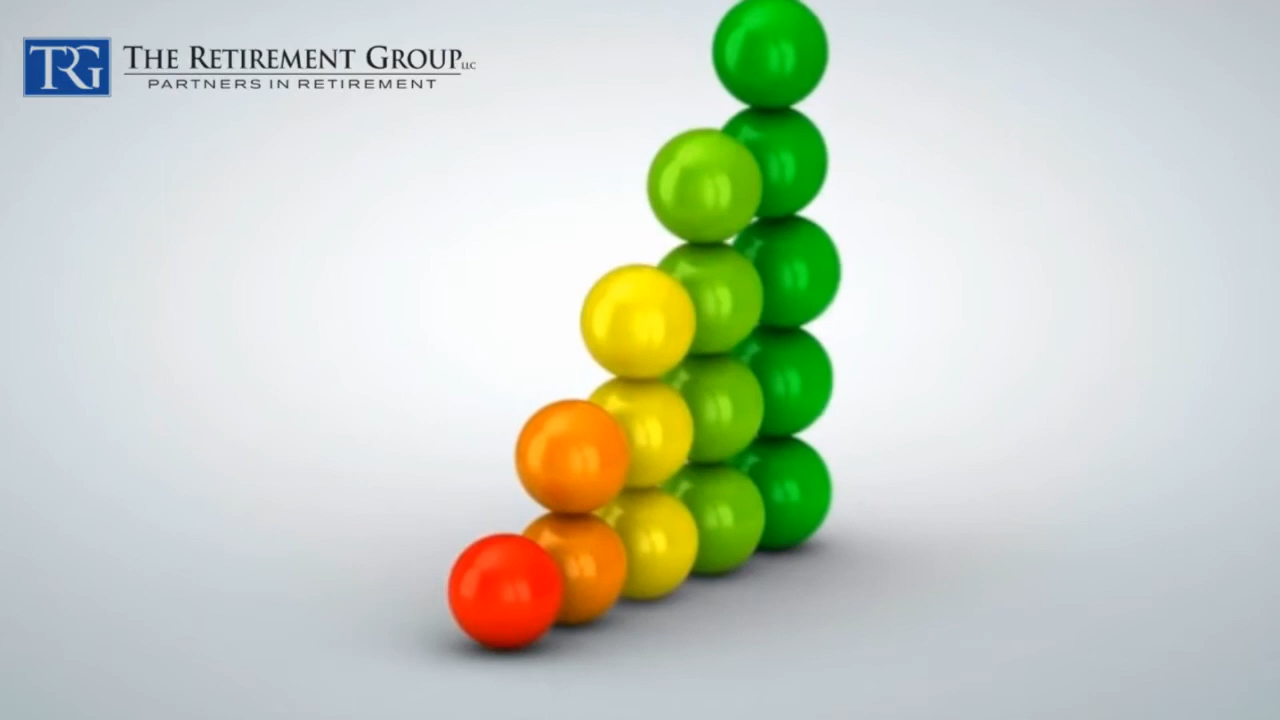 TRG
THE RETIREMENT GROUP LLC
PARTNERS IN RETIREMENT